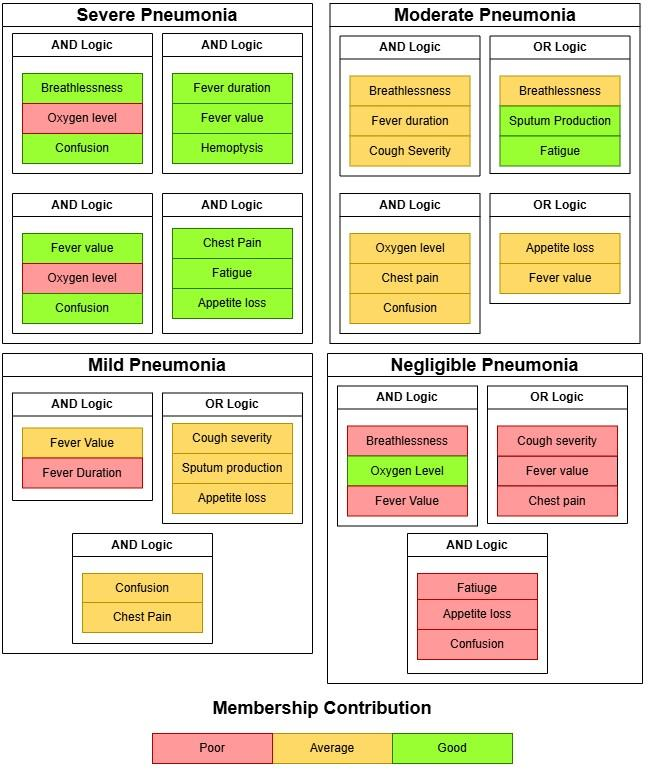 Severe Pneumonia
AND Logic
Breathlessness
Oxygen level
Confusion
AND Logic
Fever duration
Fever value
Hemoptysis
AND Logic
Fever value
Oxygen level
Confusion
AND Logic
Chest Pain
Fatigue
Appetite loss
Moderate Pneumonia
AND Logic
Breathlessness
Fever duration
Cough Severity
OR Logic
Breathlessness
Sputum Production
Fatigue
AND Logic
Oxygen level
Chest pain
Confusion
OR Logic
Appetite loss
Fever value
Mild Pneumonia
AND Logic
Fever Value
Fever Duration
OR Logic
Cough severity
Sputum production
Appetite loss
AND Logic
Confusion
Chest Pain
Negligible Pneumonia
AND Logic
Breathlessness
Oxygen Level
Fever Value
OR Logic
Cough severity
Fever value
Chest pain
AND Logic
Fatiuge
Appetite loss
Confusion
Membership Contribution
Poor
Average
Good